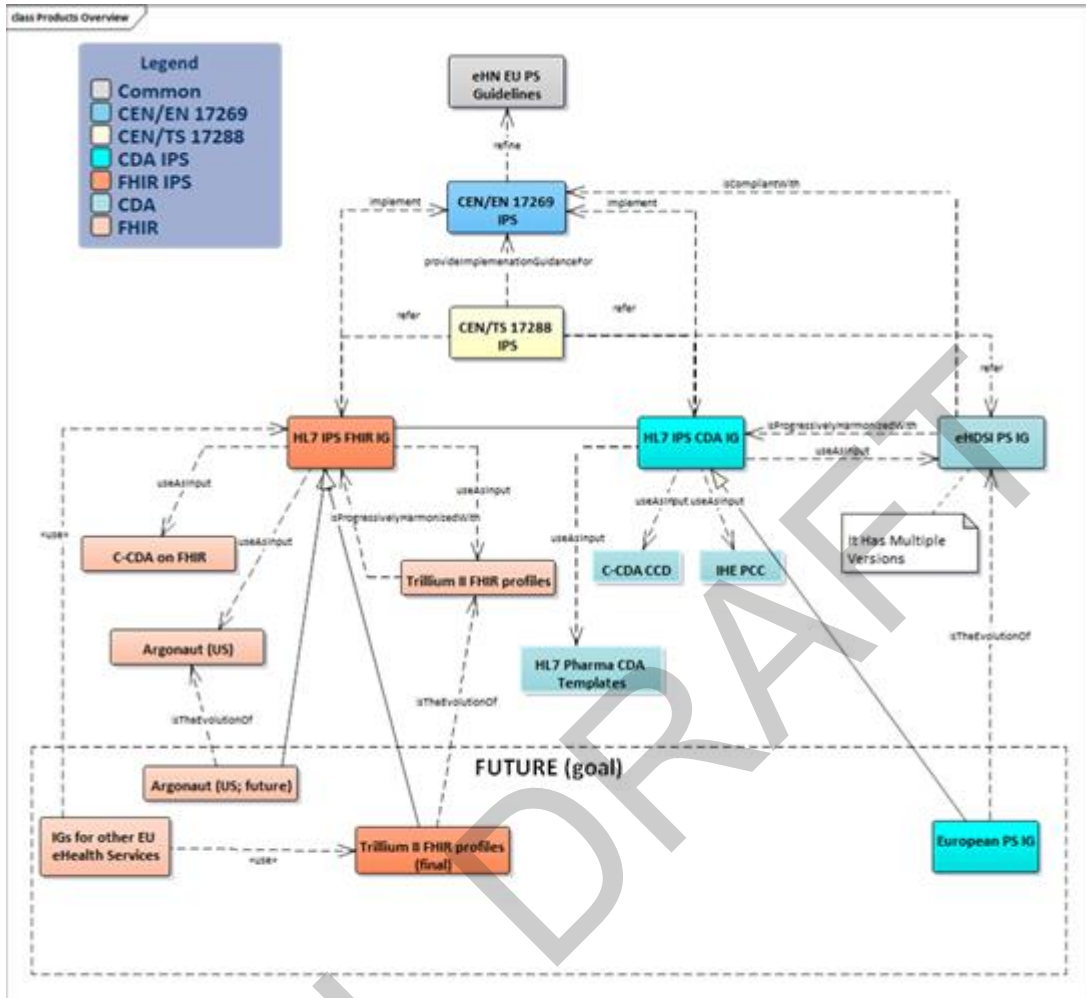 class Products Overview
Legend
Common
CEN/EN 17269
CEN/TS 17288
CDA IPS
FHIR IPS
CDA
FHIR
eHN EU PS
Guidelines
refine
isCompliantWith
implement
CEN/EN 17269
IPS
implement
provideImplemenationGuidanceFor
refer
CEN/TS 17288
IPS
refer
refer
HL7 IPS FHIR IG
HL7 IPS CDA IG
isProgressivelyHarmonizedWith
eHDSI PS IG
useAsInput
useAsInput
useAsInput
«use»
useAsInput
isProgressivelyHarmonizedWith
useAsInput
useAsInput
useAsInput
It Has Multiple
Versions
C-CDA on FHIR
Trillium II FHIR profiles
C-CDA CCD
IHE PCC
Argonaut (US)
HL7 Pharma CDA
Templates
isTheEvolutionOf
isTheEvolutionOf
isTheEvolutionOf
FUTURE (goal)
Argonaut (US; future)
IGs for other EU
eHealth Services
«use»
Trillium II FHIR profiles
(final)
European PS IG
DRAFT